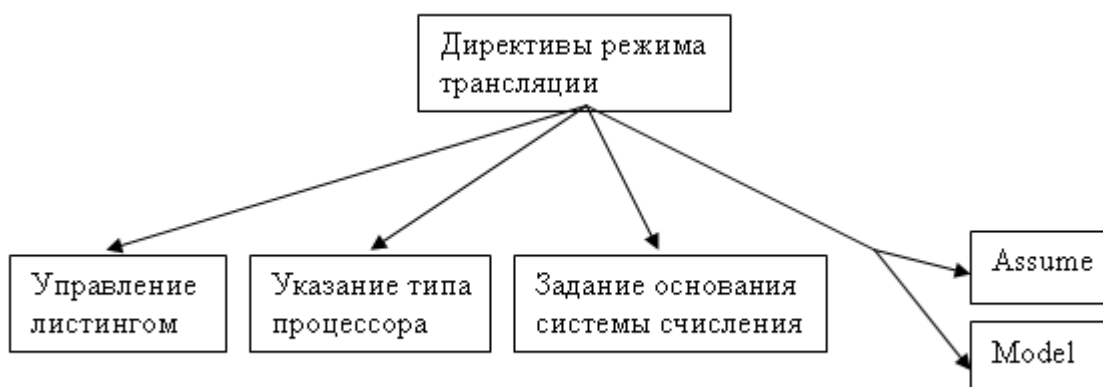 Директивы режима
трансляции
Управление
листингом
Указание типа
процессора
Задание основания
системы счисления
Assume
Model